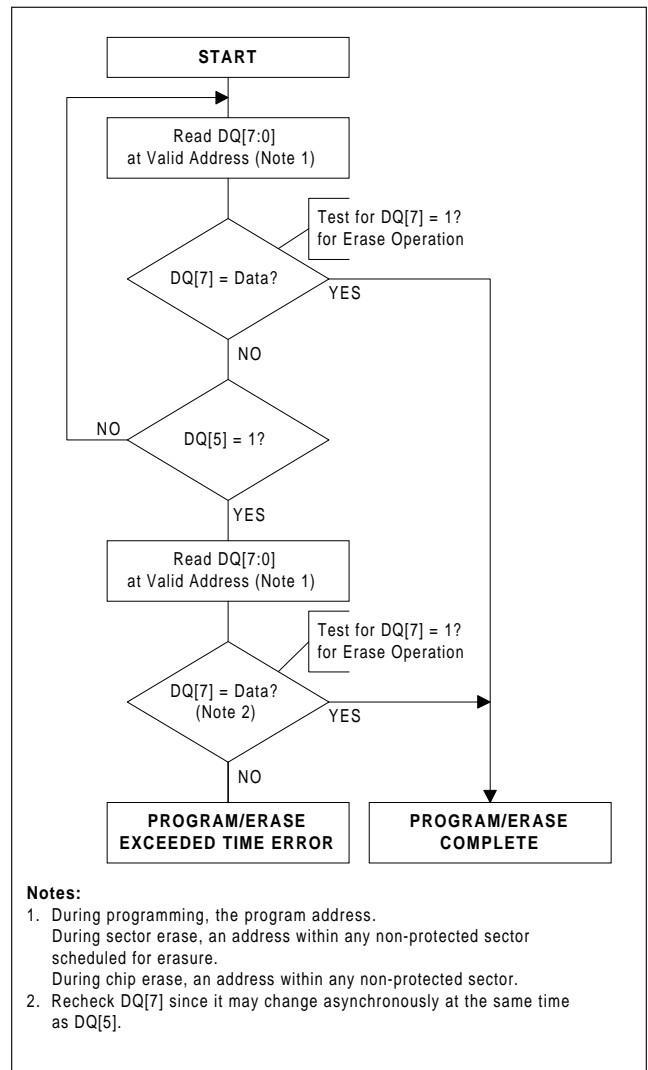 START
Read DQ[7:0]
at Valid Address (Note 1)
Test for DQ[7] = 1?
for Erase Operation
DQ[7] = Data?
YES
NO
NO
DQ[5] = 1?
YES
Read DQ[7:0]
at Valid Address (Note 1)
Test for DQ[7] = 1?
for Erase Operation
DQ[7] = Data?
(Note 2)
YES
NO
PROGRAM/ERASE
EXCEEDED TIME ERROR
PROGRAM/ERASE
COMPLETE
Notes:
1. During programming, the program address.
During sector erase, an address within any non-protected sector
scheduled for erasure.
During chip erase, an address within any non-protected sector.
2. Recheck DQ[7] since it may change asynchronously at the same time
as DQ[5].